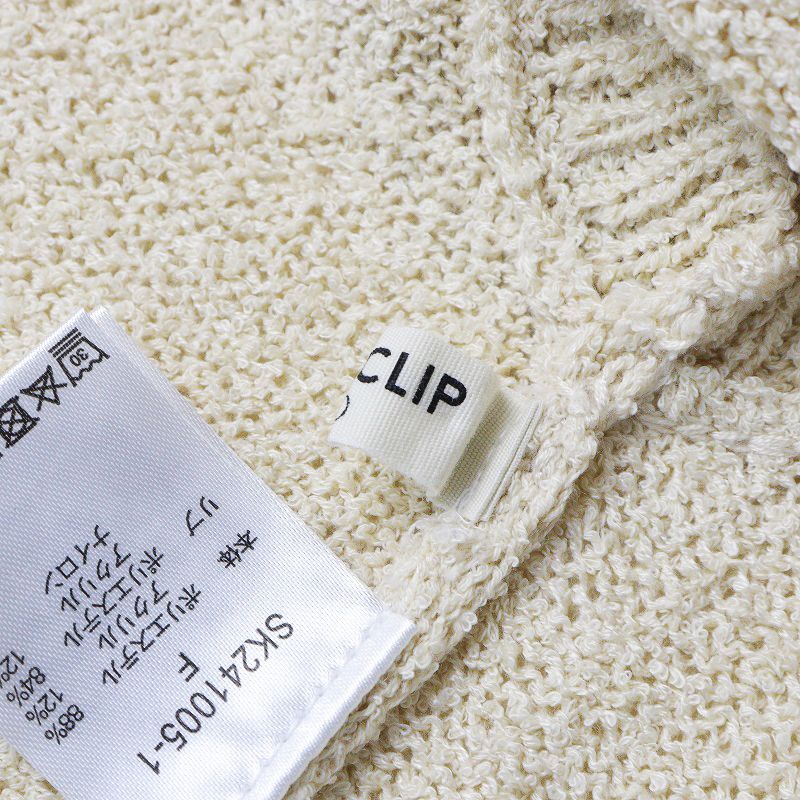 CLIP
SK241005-1
F
本体 ポリエステル 88%
アクリル 12%
リブ ポリエステル 84%
アクリル 12%
ナイロン
30